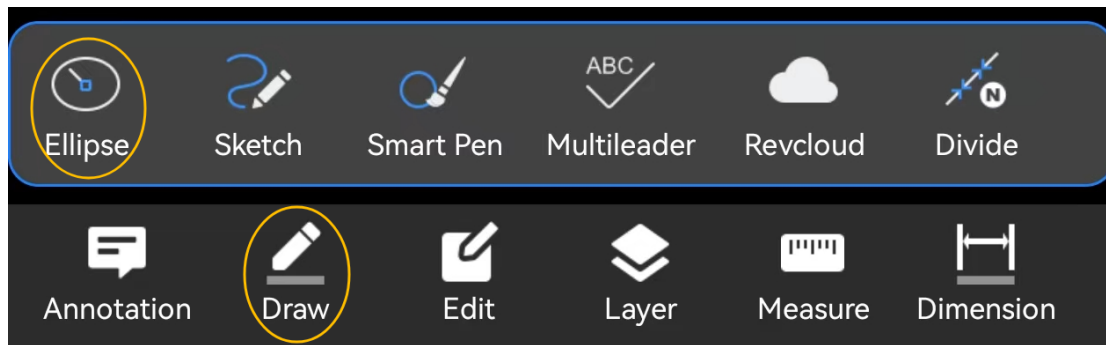 ABC
Ellipse Sketch Smart Pen Multileader Revcloud Divide
N
Annotation Draw Edit Layer Measure Dimension